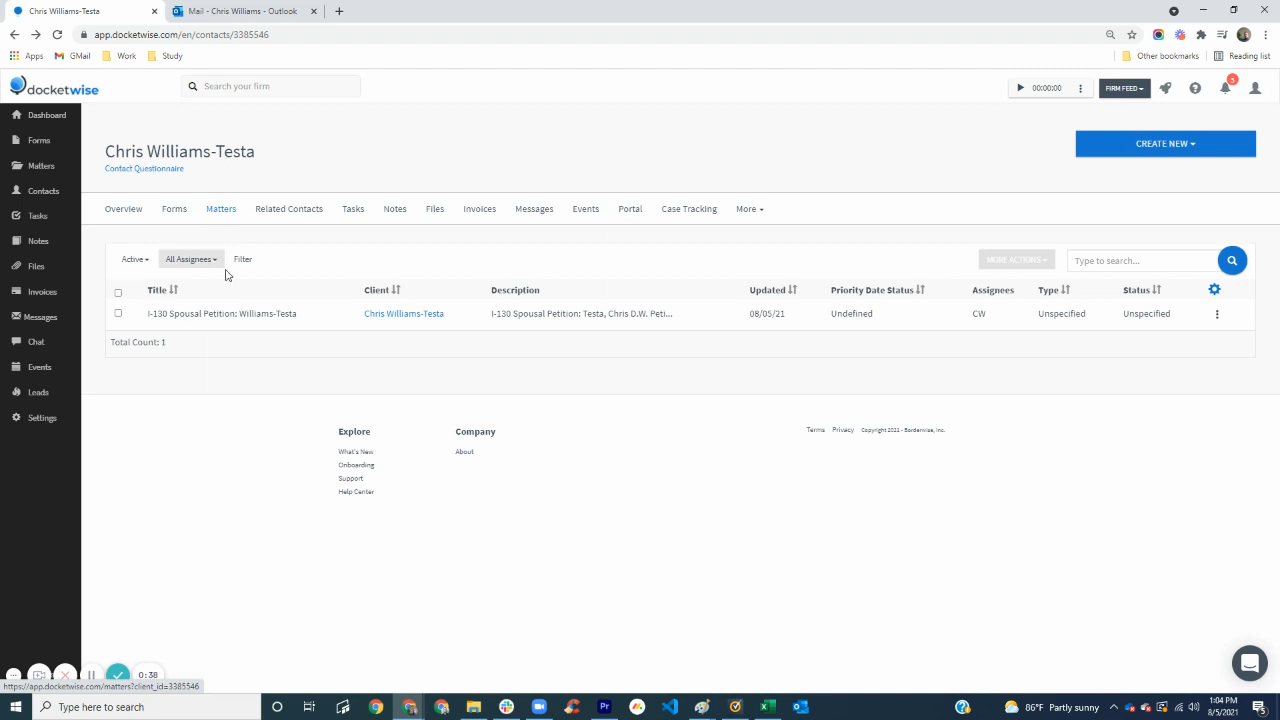 Chris Williams-Testa
Mail - Chris Williams - Outlook
app.docketwise.com/en/contacts/3385546
Apps GMail Work Study Other bookmarks Reading list
docketwise Search your firm 00:00:00 FIRM FEED 5
Dashboard
Forms
Matters
Contacts
Tasks
Notes
Files
Invoices
Messages
Chat
Events
Leads
Settings
Chris Williams-Testa
Contact Questionnaire
CREATE NEW
Overview Forms Matters Related Contacts Tasks Notes Files Invoices Messages Events Portal Case Tracking More
Active All Assignees Filter MORE ACTIONS Type to search...
Title Client Description Updated Priority Date Status Assignees Type Status
I-130 Spousal Petition: Williams-Testa Chris Williams-Testa I-130 Spousal Petition: Testa, Chris D.W. Peti... 08/05/21 Undefined CW Unspecified Unspecified
Total Count: 1
Explore Company
What's New About
Onboarding
Support
Help Center
Terms Privacy Copyright 2021 - Borderwise, Inc.
0:38
https://app.docketwise.com/matters?client_id=3385546
Type here to search
86°F Partly sunny
1:04 PM
8/5/2021